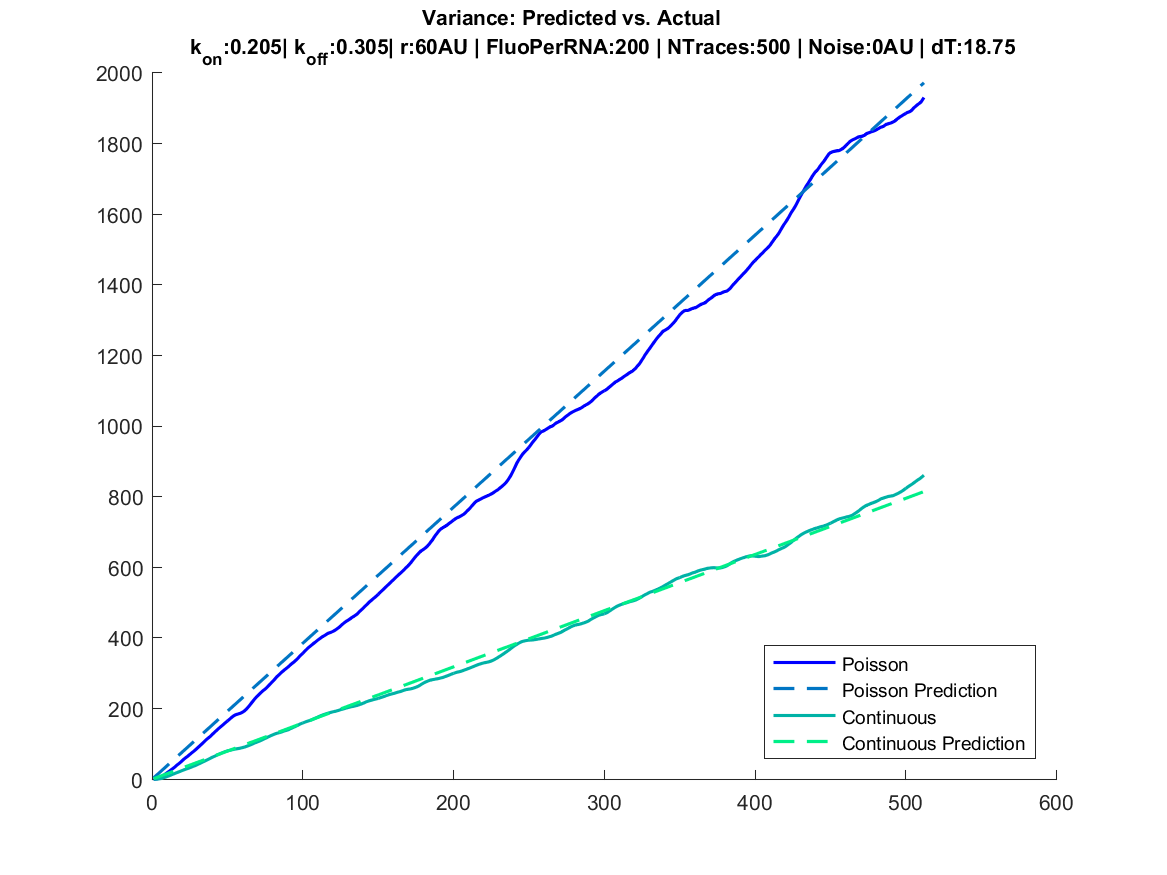 Variance: Predicted vs. Actual
k_on:0.205| k_off:0.305| r:60AU | FluoPerRNA:200 | NTraces:500 | Noise:0AU | dT:18.75
2000
1800
1600
1400
1200
1000
800
600
400
200
0
0 100 200 300 400 500 600
Poisson
Poisson Prediction
Continuous
Continuous Prediction